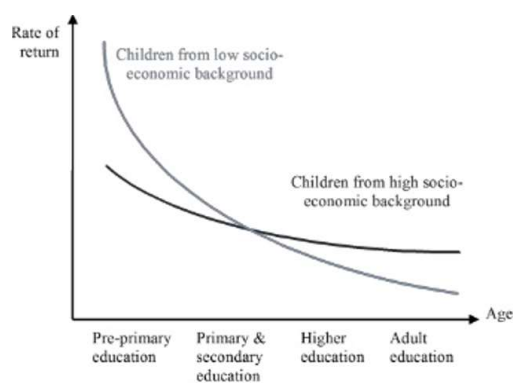 Rate of
return
Children from low socio-
economic background
Children from high socio-
economic background
Age
Pre-primary
education
Primary &
secondary
education
Higher
education
Adult
education